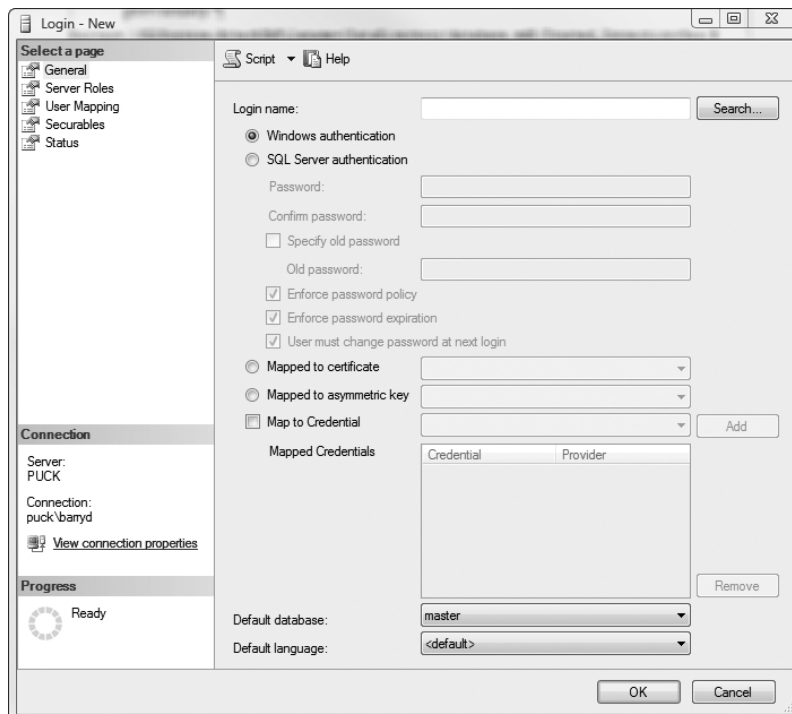 Login - New
Select a page
General
Server Roles
User Mapping
Securables
Status
Script Help
Login name: Search...
Windows authentication
SQL Server authentication
Password:
Confirm password:
Specify old password
Old password:
Enforce password policy
Enforce password expiration
User must change password at next login
Mapped to certificate
Mapped to asymmetric key
Map to Credential Add
Mapped Credentials Credential Provider
Remove
Default database: master
Default language: <default>
Connection
Server:
PUCK
Connection:
puck\barryd
View connection properties
Progress
Ready
OK Cancel